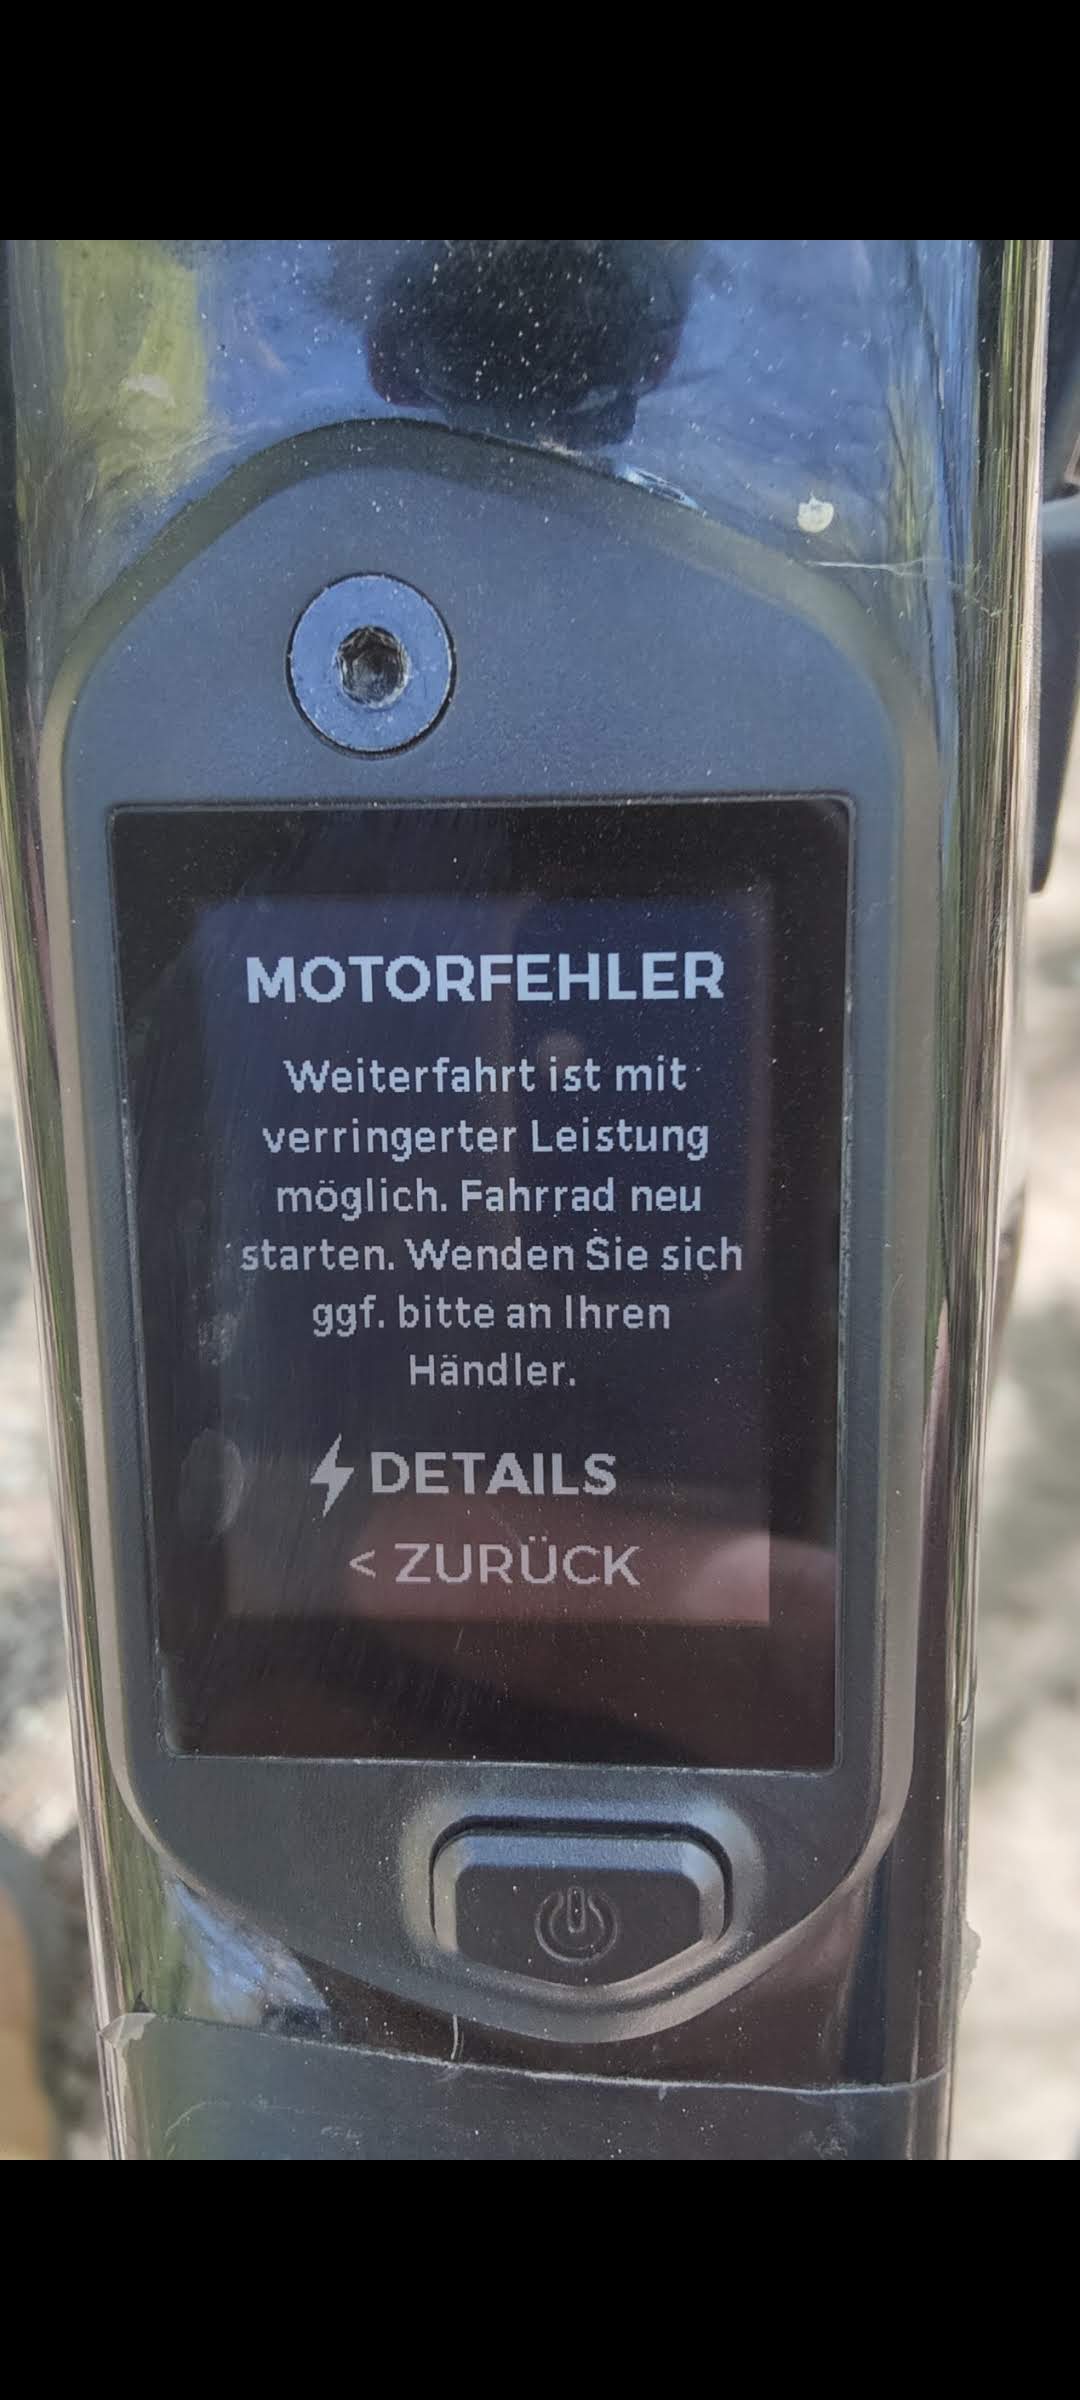 MOTORFEHLER
Weiterfahrt ist mit
verringerter Leistung
möglich. Fahrrad neu
starten. Wenden Sie sich
ggf. bitte an Ihren
Händler.
DETAILS
< ZURÜCK